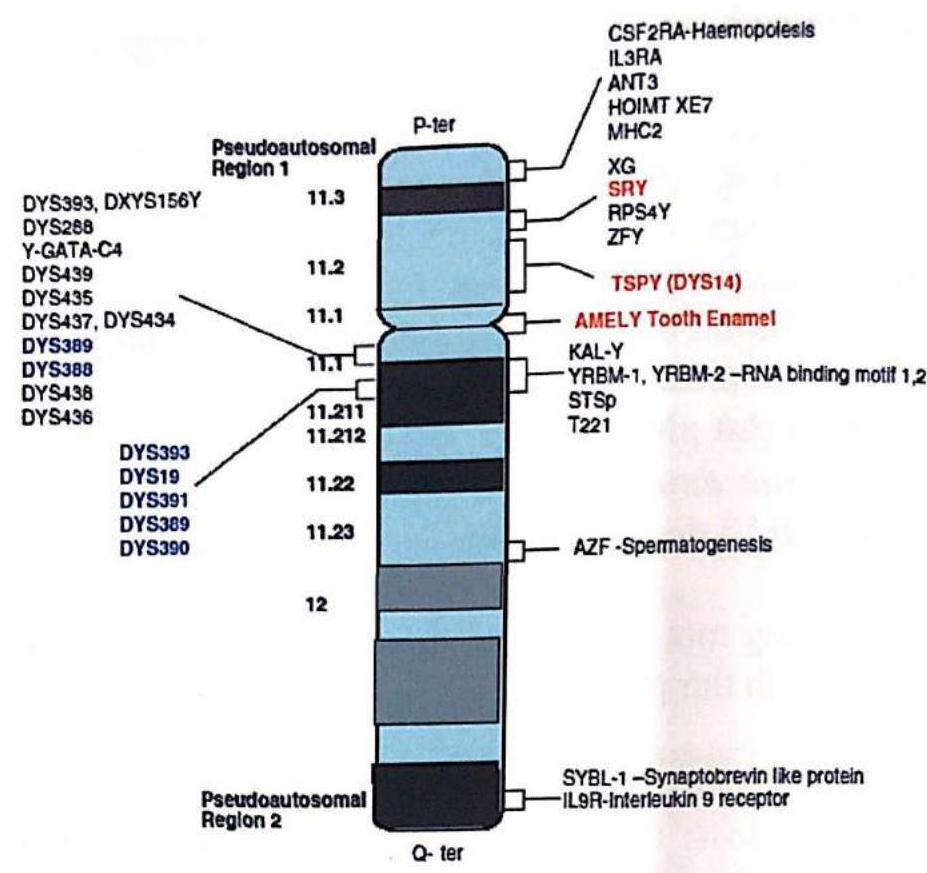 P-ter
Pseudoautosomal
Region 1
CSF2RA-Haemopolesis
IL3RA
ANT3
HOIMT XE7
MHC2
XG
SRY
RPS4Y
ZFY
TSPY (DYS14)
AMELY Tooth Enamel
KAL-Y
YRBM-1, YRBM-2 –RNA binding motif 1,2
STSp
T221
AZF -Spermatogenesis
SYBL-1 –Synaptobrevin like protein
IL9R-Interleukin 9 receptor
11.3
11.2
11.1
11.1
11.211
11.212
11.22
11.23
12
DYS393, DXYS156Y
DYS288
Y-GATA-C4
DYS439
DYS435
DYS437, DYS434
DYS389
DYS388
DYS438
DYS436
DYS393
DYS19
DYS391
DYS389
DYS390
Pseudoautosomal
Region 2
Q- ter